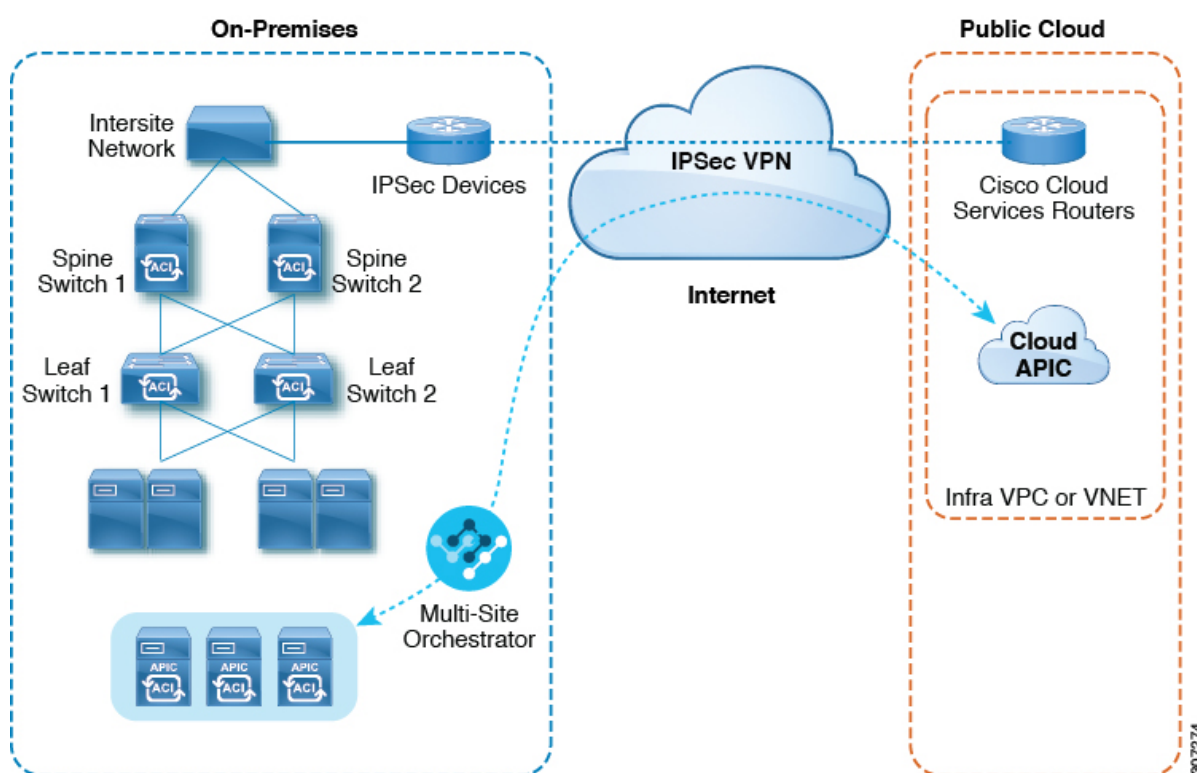 On-Premises
Public Cloud
Intersite
Network
IPSec Devices
IPSec VPN
Internet
Cisco Cloud
Services Routers
Spine
Switch 1
ACI
ACI
Spine
Switch 2
Leaf
Switch 1
ACI
ACI
Leaf
Switch 2
Cloud
APIC
Infra VPC or VNET
Multi-Site
Orchestrator
APIC
ACI
APIC
ACI
APIC
ACI